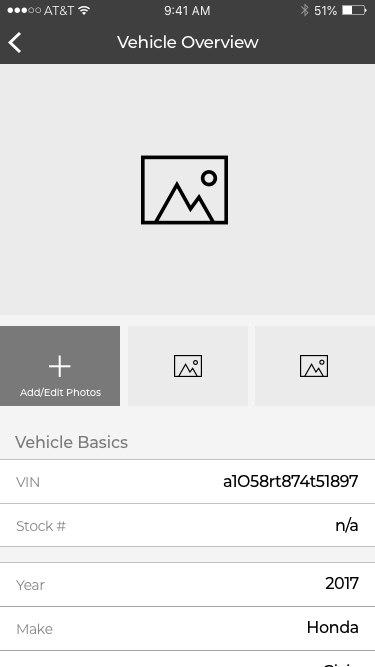 AT&T 9:41 AM 51%
Vehicle Overview
Add/Edit Photos
Vehicle Basics
VIN a1O58rt874t51897
Stock # n/a
Year 2017
Make Honda